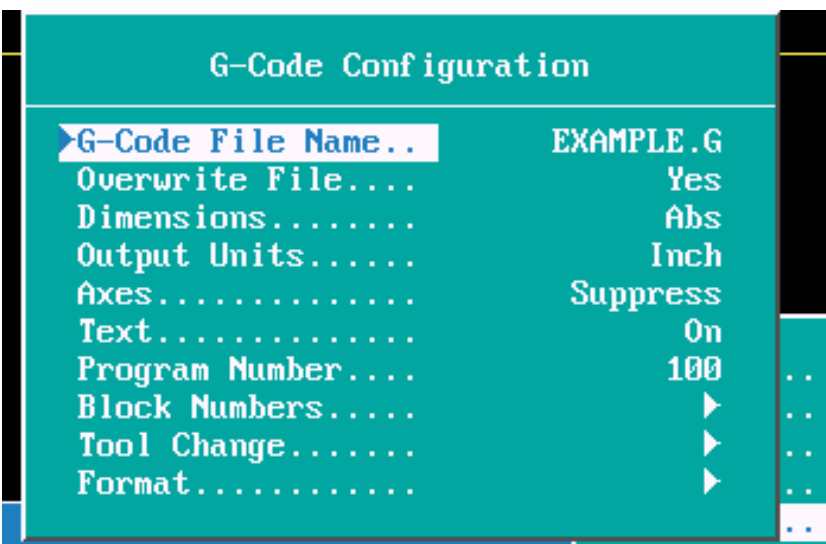 G-Code Configuration
G-Code File Name.. EXAMPLE.G
Overwrite File.... Yes
Dimensions........ Abs
Output Units...... Inch
Axes.............. Suppress
Text.............. On
Program Number.... 100
Block Numbers.....
Tool Change.......
Format............